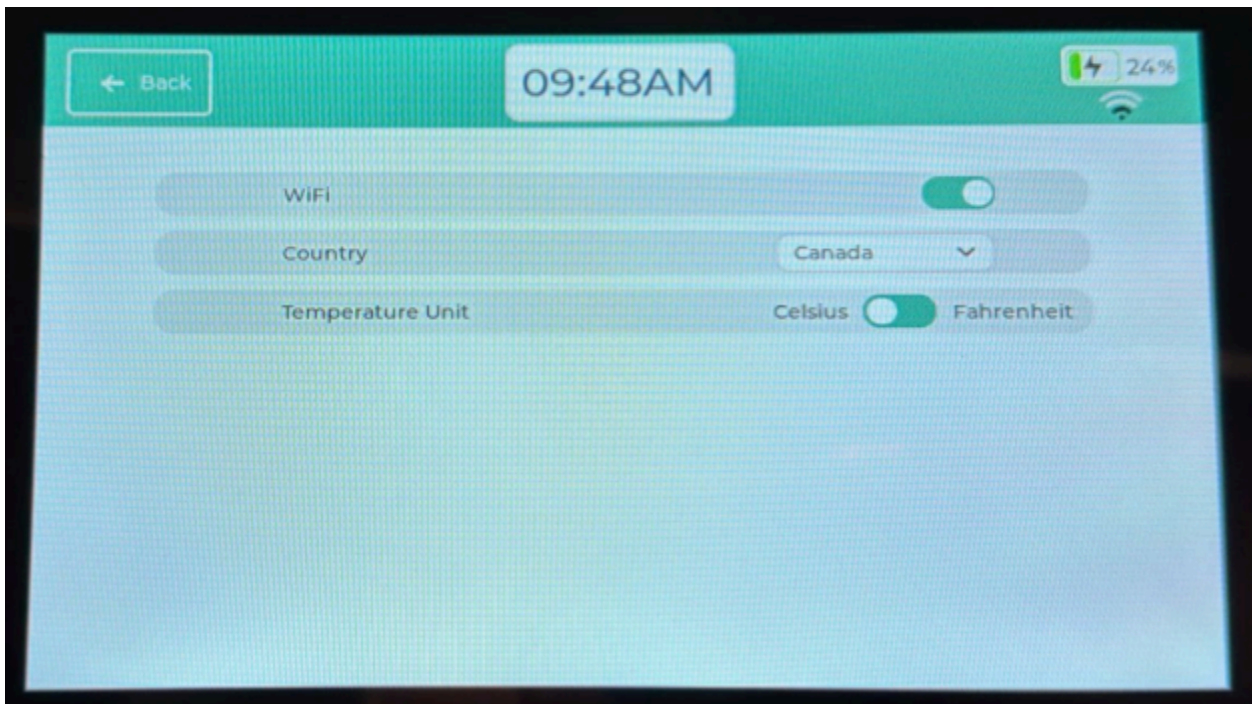 ← Back
09:48AM
24%
WiFi
Country Canada
Temperature Unit Celsius Fahrenheit